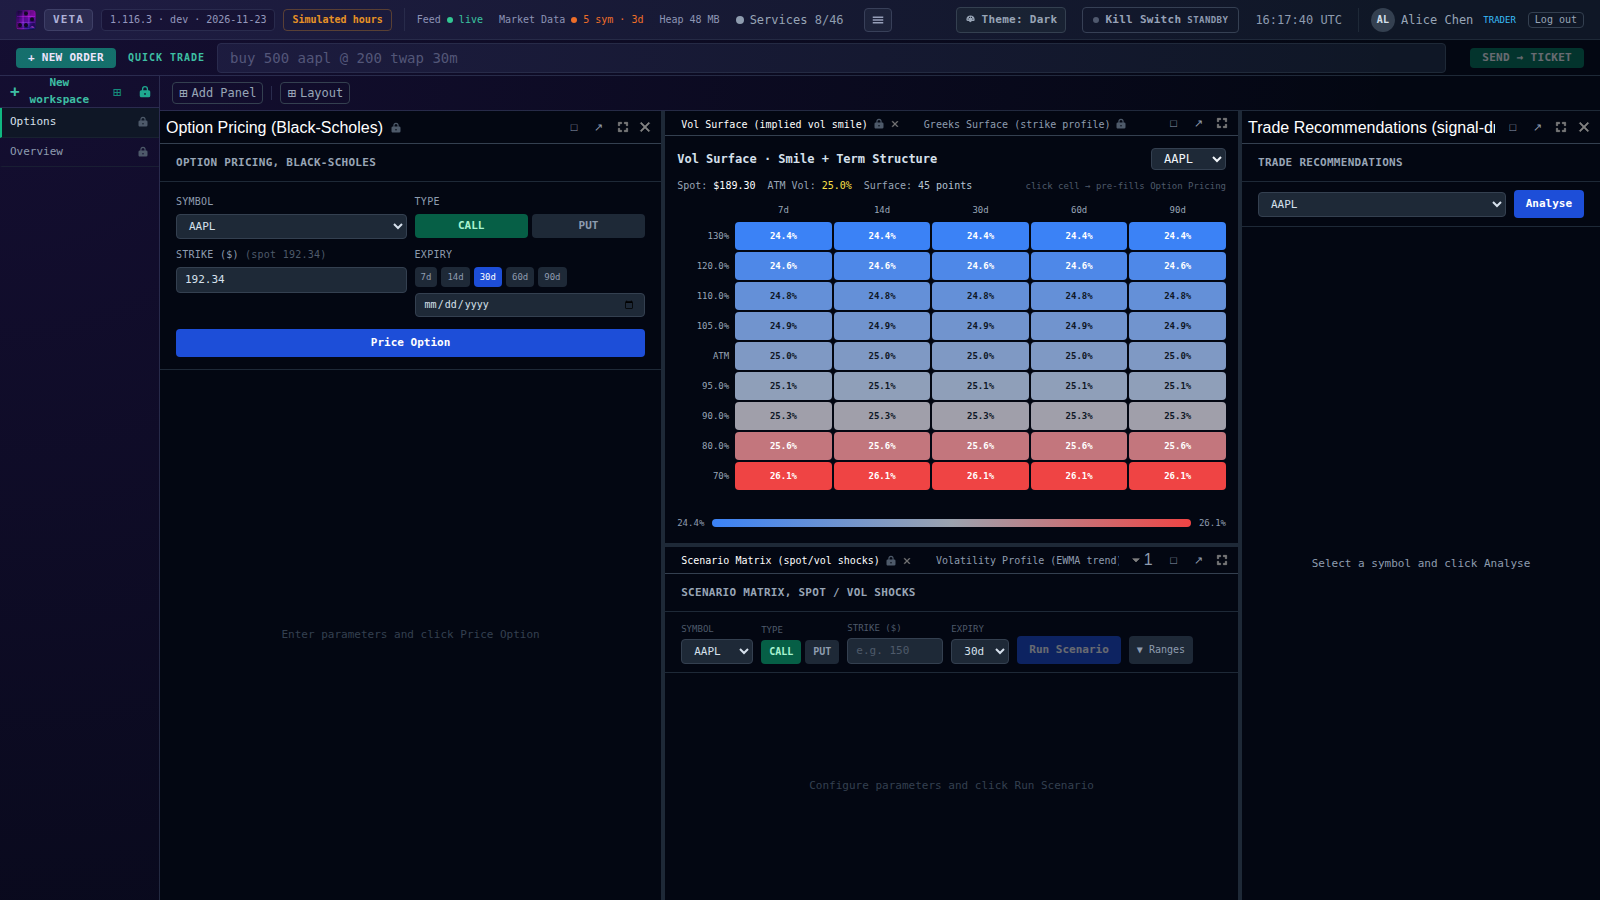 VETA
1.116.3 · dev · 2026-11-23
Simulated hours
Feed ● live
Market Data ● 5 sym · 3d
Heap 48 MB
● Services 8/46
Theme: Dark
Kill Switch STANDBY
16:17:40 UTC
AL
Alice Chen
TRADER
Log out
+ NEW ORDER
QUICK TRADE
buy 500 aapl @ 200 twap 30m
SEND → TICKET
+ New workspace
Options
Overview
Add Panel
Layout
Option Pricing (Black-Scholes)
OPTION PRICING, BLACK-SCHOLES
SYMBOL
TYPE
AAPL
CALL
PUT
STRIKE ($) (spot 192.34)
EXPIRY
192.34
7d 14d 30d 60d 90d
mm/dd/yyyy
Price Option
Enter parameters and click Price Option
Vol Surface (implied vol smile)
Greeks Surface (strike profile)
Vol Surface · Smile + Term Structure
AAPL
Spot: $189.30 ATM Vol: 25.0% Surface: 45 points
click cell → pre-fills Option Pricing
7d 14d 30d 60d 90d
130% 24.4% 24.4% 24.4% 24.4% 24.4%
120.0% 24.6% 24.6% 24.6% 24.6% 24.6%
110.0% 24.8% 24.8% 24.8% 24.8% 24.8%
105.0% 24.9% 24.9% 24.9% 24.9% 24.9%
ATM 25.0% 25.0% 25.0% 25.0% 25.0%
95.0% 25.1% 25.1% 25.1% 25.1% 25.1%
90.0% 25.3% 25.3% 25.3% 25.3% 25.3%
80.0% 25.6% 25.6% 25.6% 25.6% 25.6%
70% 26.1% 26.1% 26.1% 26.1% 26.1%
24.4% 26.1%
Scenario Matrix (spot/vol shocks)
Volatility Profile (EWMA trend)
1
SCENARIO MATRIX, SPOT / VOL SHOCKS
SYMBOL
TYPE
STRIKE ($)
EXPIRY
AAPL
CALL
PUT
e.g. 150
30d
Run Scenario
▼ Ranges
Configure parameters and click Run Scenario
Trade Recommendations (signal-dr
TRADE RECOMMENDATIONS
AAPL
Analyse
Select a symbol and click Analyse